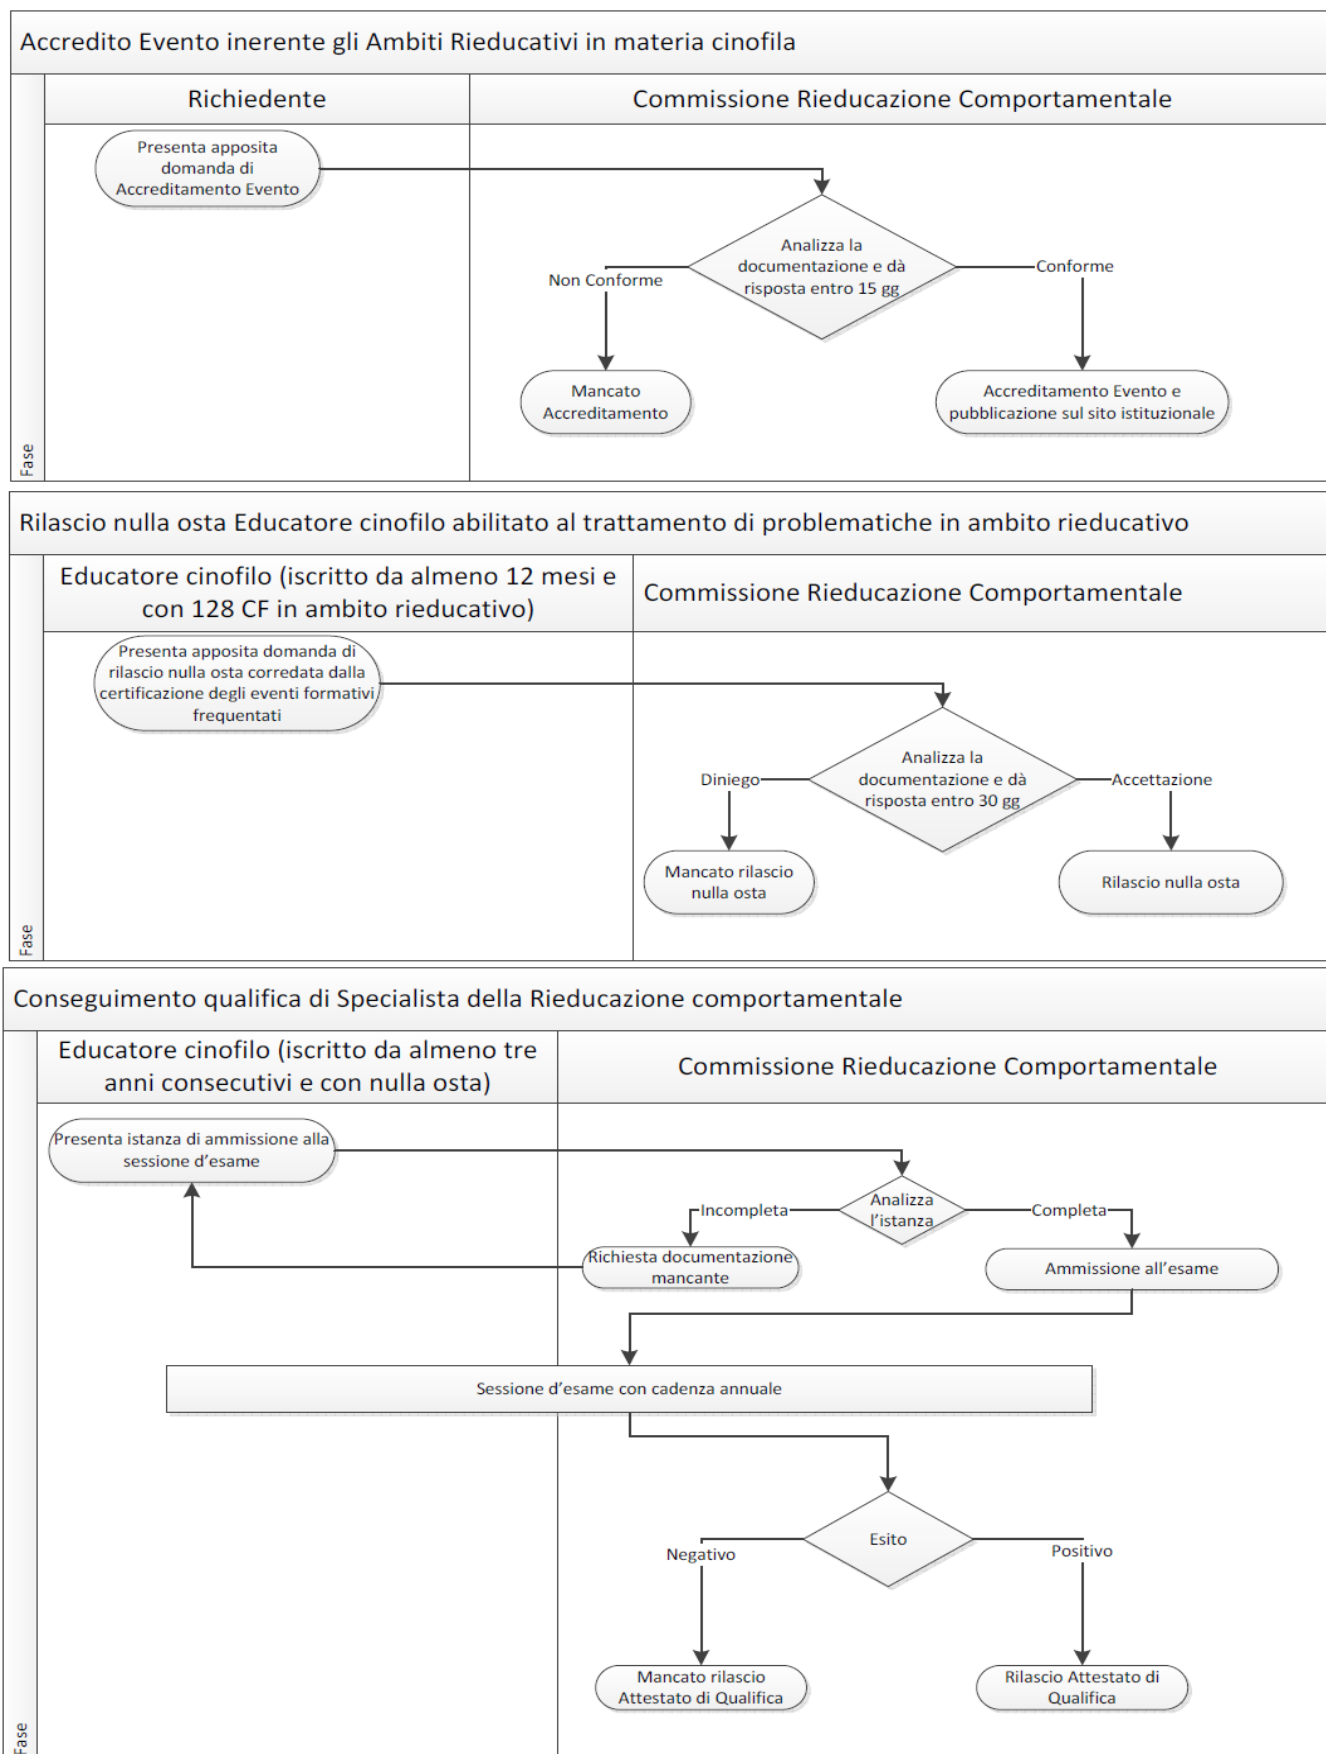 Accredito Evento inerente gli Ambiti Rieducativi in materia cinofila
Richiedente
Commissione Rieducazione Comportamentale
Presenta apposita
domanda di
Accreditamento Evento
Analizza la
documentazione e dà
risposta entro 15 gg
Non Conforme
Conforme
Mancato
Accreditamento
Accreditamento Evento e
pubblicazione sul sito istituzionale
Fase
Rilascio nulla osta Educatore cinofilo abilitato al trattamento di problematiche in ambito rieducativo
Educatore cinofilo (iscritto da almeno 12 mesi e
con 128 CF in ambito rieducativo)
Commissione Rieducazione Comportamentale
Presenta apposita domanda di
rilascio nulla osta corredata dalla
certificazione degli eventi formativi
frequentati
Analizza la
documentazione e dà
risposta entro 30 gg
Diniego
Accettazione
Mancato rilascio
nulla osta
Rilascio nulla osta
Fase
Conseguimento qualifica di Specialista della Rieducazione comportamentale
Educatore cinofilo (iscritto da almeno tre
anni consecutivi e con nulla osta)
Commissione Rieducazione Comportamentale
Presenta istanza di ammissione alla
sessione d'esame
Analizza
l'istanza
Incompleta
Completa
Richiesta documentazione
mancante
Ammissione all'esame
Sessione d'esame con cadenza annuale
Esito
Negativo
Positivo
Mancato rilascio
Attestato di Qualifica
Rilascio Attestato di
Qualifica
Fase